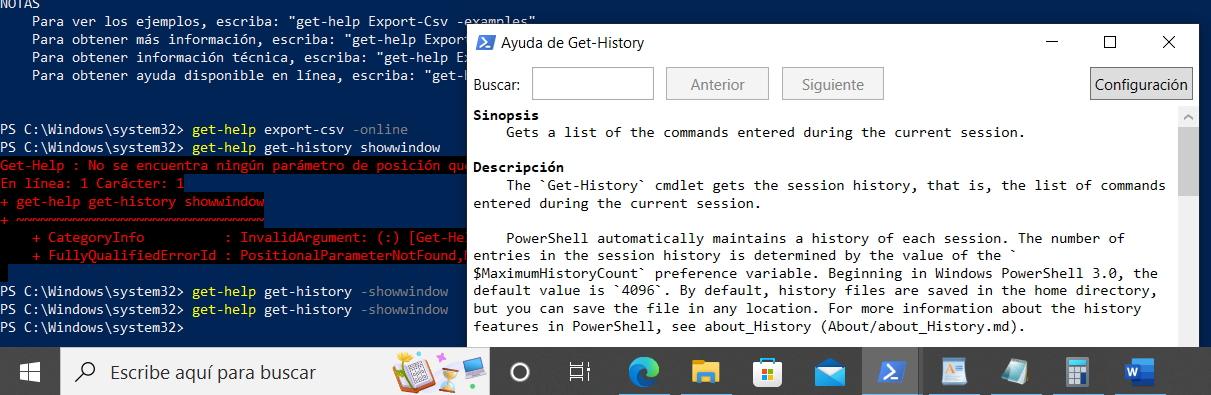 NOTAS
Para ver los ejemplos, escriba: "get-help Export-Csv -examples"
Para obtener más información, escriba: "get-help Expor
Para obtener información técnica, escriba: "get-help Ex
Para obtener ayuda disponible en línea, escriba: "get-h
PS C:\Windows\system32> get-help export-csv -online
PS C:\Windows\system32> get-help get-history showwindow
Get-Help : No se encuentra ningún parámetro de posición que
En línea: 1 Carácter: 1
+ get-help get-history showwindow
+ ~~~~~~~~~~~~~~~~~~~~~~~~~~~~~~~
+ CategoryInfo          : InvalidArgument: (:) [Get-He
+ FullyQualifiedErrorId : PositionalParameterNotFound,
PS C:\Windows\system32> get-help get-history -showwindow
PS C:\Windows\system32> get-help get-history -showwindow
PS C:\Windows\system32>
Ayuda de Get-History
Buscar: Anterior Siguiente Configuración
Sinopsis
Gets a list of the commands entered during the current session.
Descripción
The `Get-History` cmdlet gets the session history, that is, the list of commands
entered during the current session.
PowerShell automatically maintains a history of each session. The number of
entries in the session history is determined by the value of the `
$MaximumHistoryCount` preference variable. Beginning in Windows PowerShell 3.0, the
default value is `4096`. By default, history files are saved in the home directory,
but you can save the file in any location. For more information about the history
features in PowerShell, see about_History (About/about_History.md).
Escribe aquí para buscar